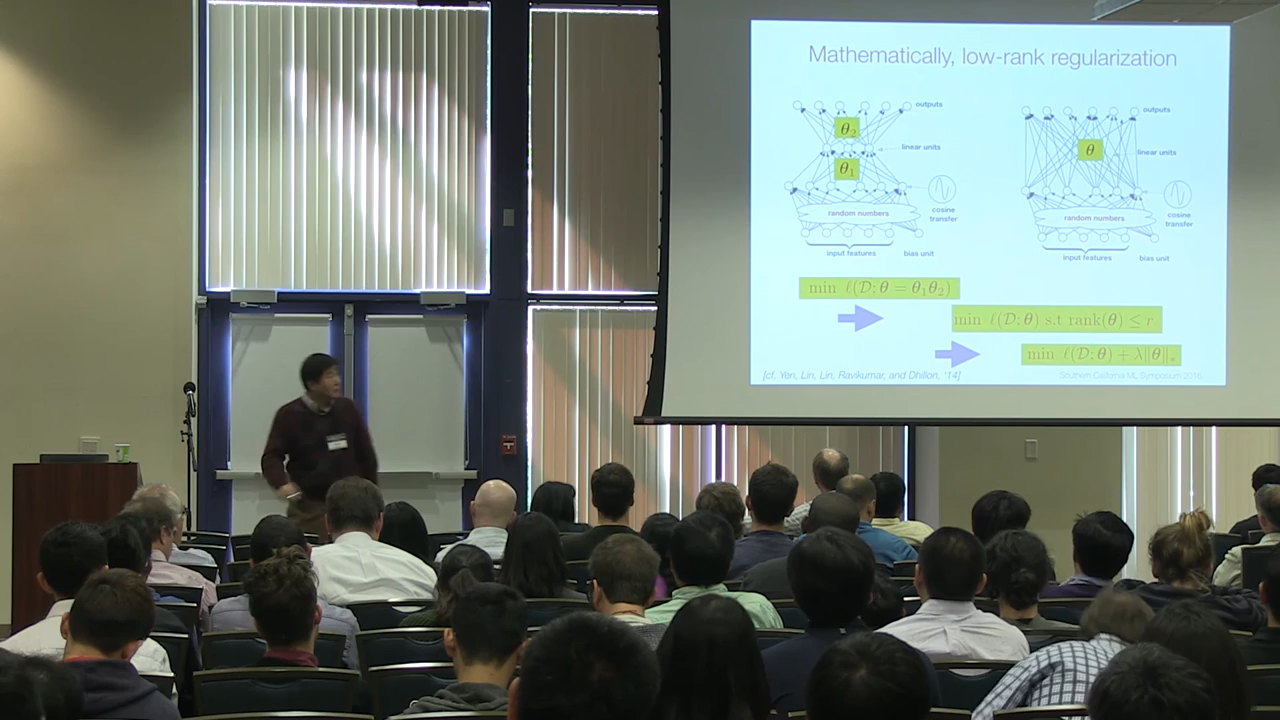 Mathematically, low-rank regularization
outputs
θ₂
linear units
θ₁
random numbers
cosine
transfer
input features
bias unit
outputs
θ
linear units
random numbers
cosine
transfer
input features
bias unit
min ℓ(𝒟; θ = θ₁θ₂)
min ℓ(𝒟; θ) s.t rank(θ) ≤ r
min ℓ(𝒟; θ) + λ‖θ‖⁎
[cf. Yen, Lin, Lin, Ravikumar, and Dhillon, '14]
Southern California ML Symposium 2016